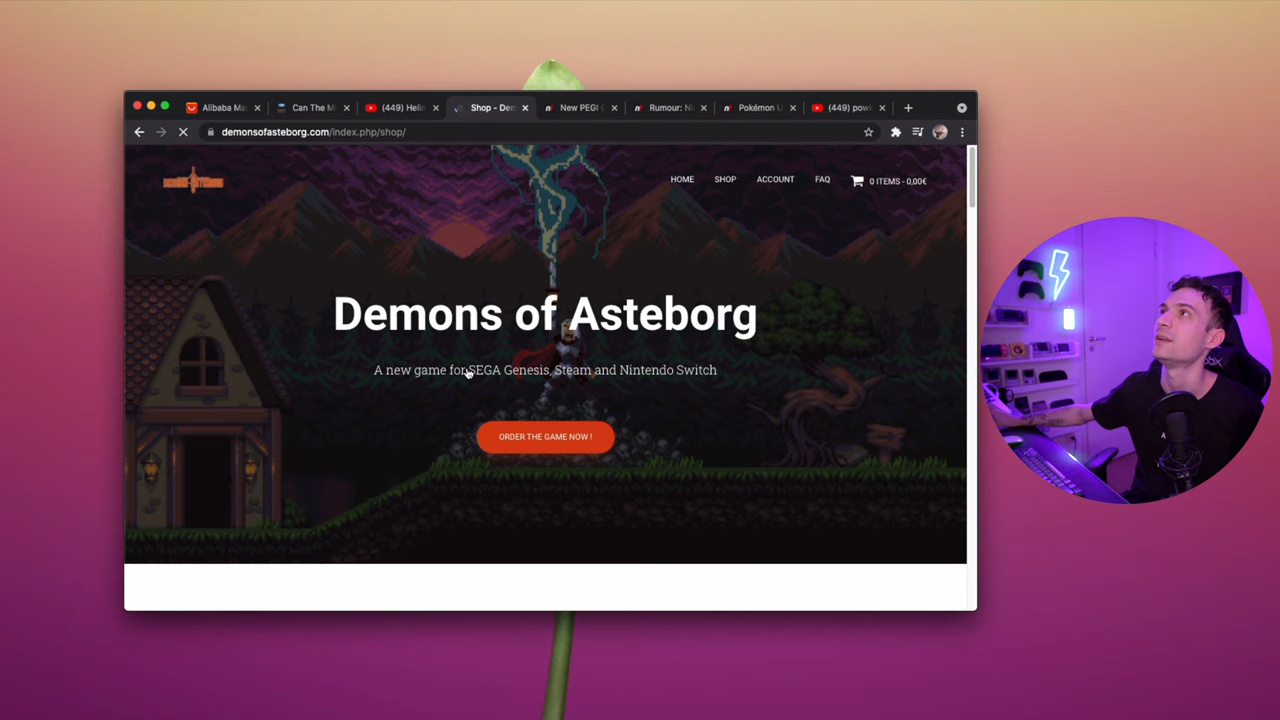 Alibaba Ma
Can The M
(449) Hello
Shop - Dem
New PEGI
Rumour: Ni
Pokémon U
(449) pow
demonsofasteborg.com/index.php/shop/
HOME
SHOP
ACCOUNT
FAQ
0 ITEMS - 0,00€
Demons of Asteborg
A new game for SEGA Genesis, Steam and Nintendo Switch
ORDER THE GAME NOW !